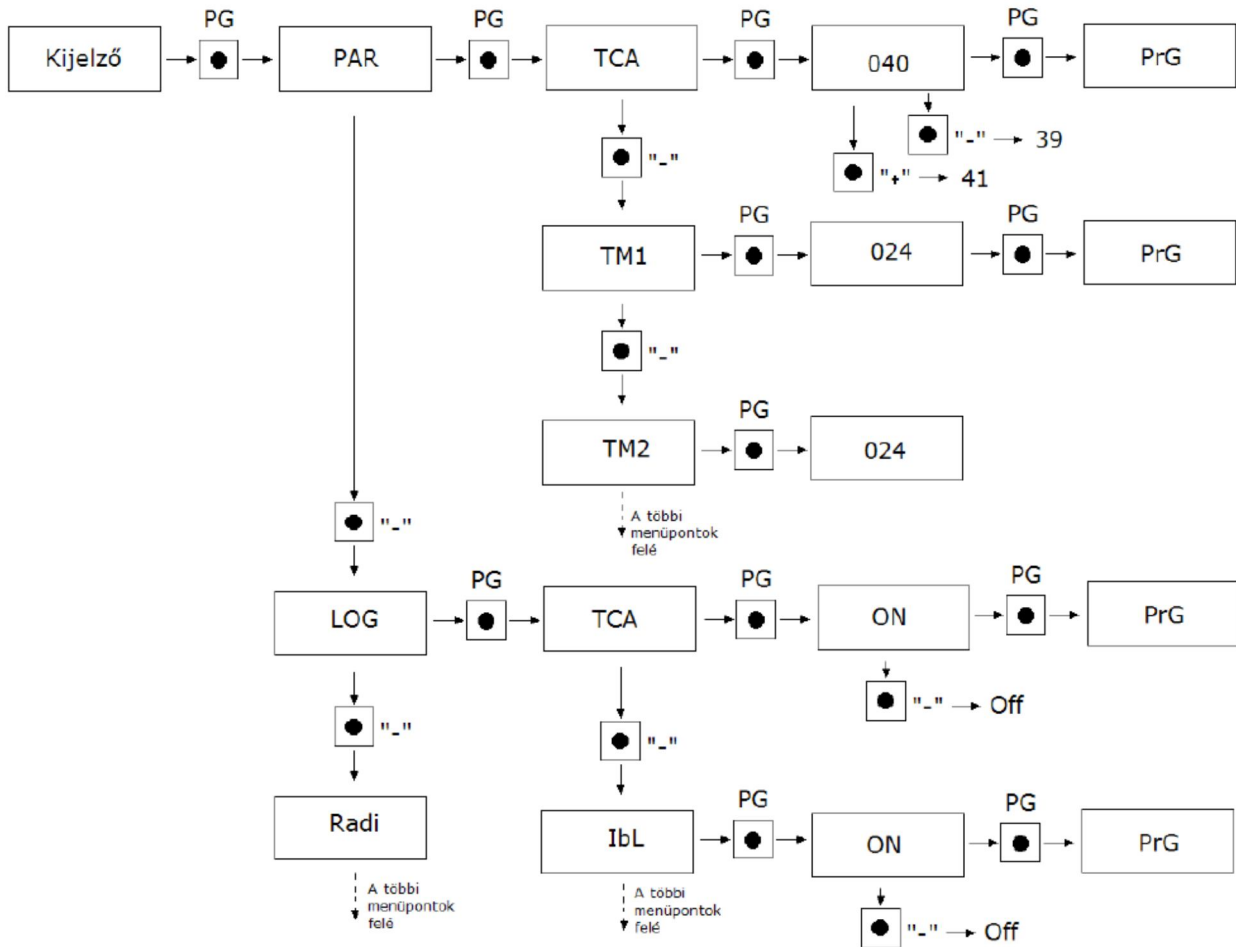 PG PG PG PG
Kijelző PAR TCA 040 PrG
"-" → 39
"-"
"+" → 41
PG PG
TM1 024 PrG
"-"
PG
TM2 024
A többi
menüpontok
felé
"-"
PG PG PG
LOG TCA ON PrG
"-" → Off
"-" "-"
PG PG
Radi IbL ON PrG
A többi
menüpontok
felé
A többi
menüpontok
felé
"-" → Off